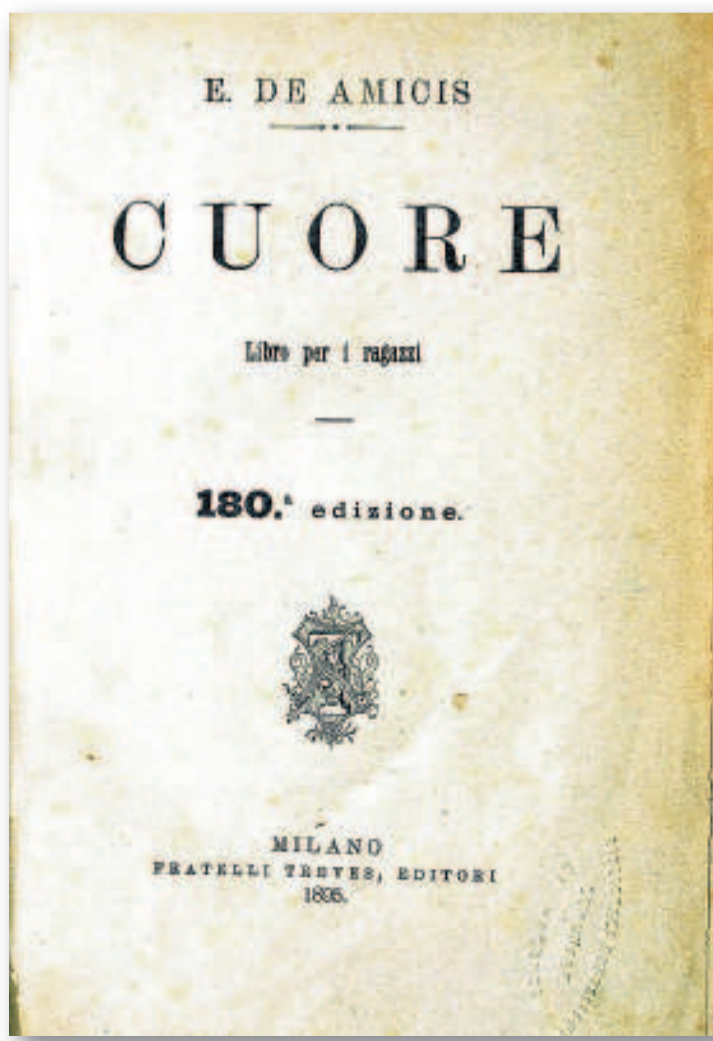 E. DE AMICIS
CUORE
Libro per i ragazzi
180.ª edizione.
MILANO
FRATELLI TREVES, EDITORI
1895.